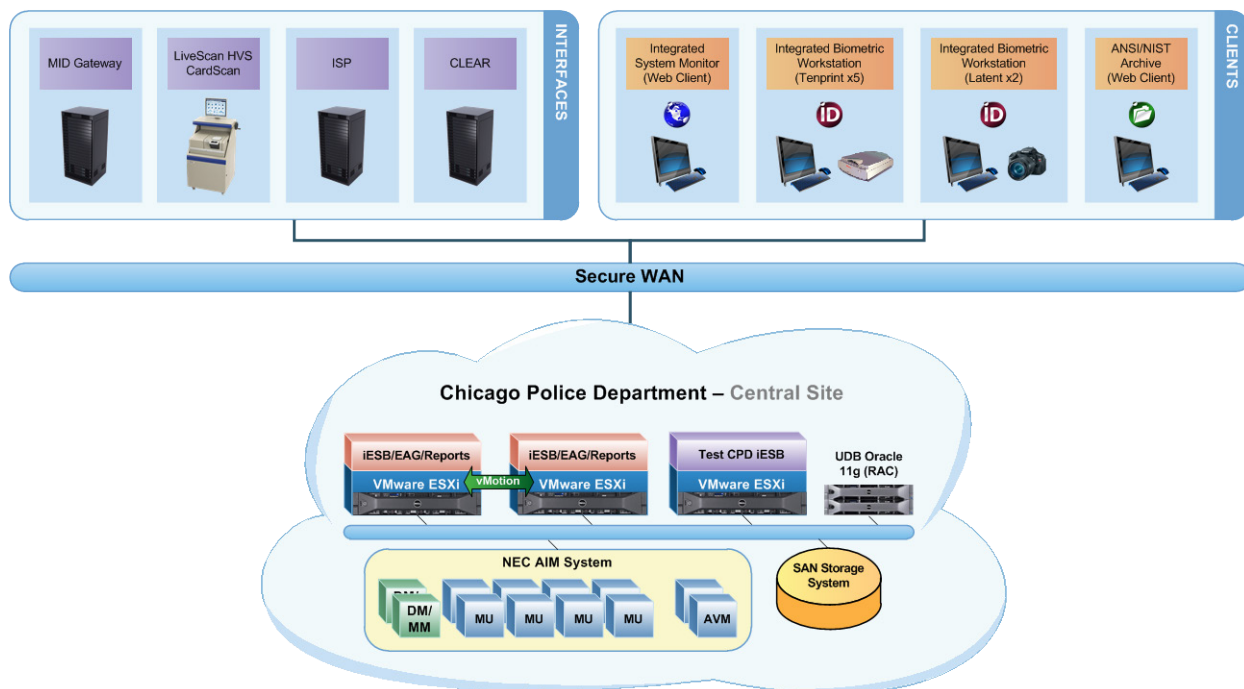 INTERFACES
MID Gateway
LiveScan HVS
CardScan
ISP
CLEAR
CLIENTS
Integrated
System Monitor
(Web Client)
Integrated Biometric
Workstation
(Tenprint x5)
Integrated Biometric
Workstation
(Latent x2)
ANSI/NIST
Archive
(Web Client)
iD
iD
Secure WAN
Chicago Police Department – Central Site
iESB/EAG/Reports
VMware ESXi
vMotion
iESB/EAG/Reports
VMware ESXi
Test CPD iESB
VMware ESXi
UDB Oracle
11g (RAC)
NEC AIM System
DM/
DM/
MM
MU
MU
MU
MU
AVM
SAN Storage
System